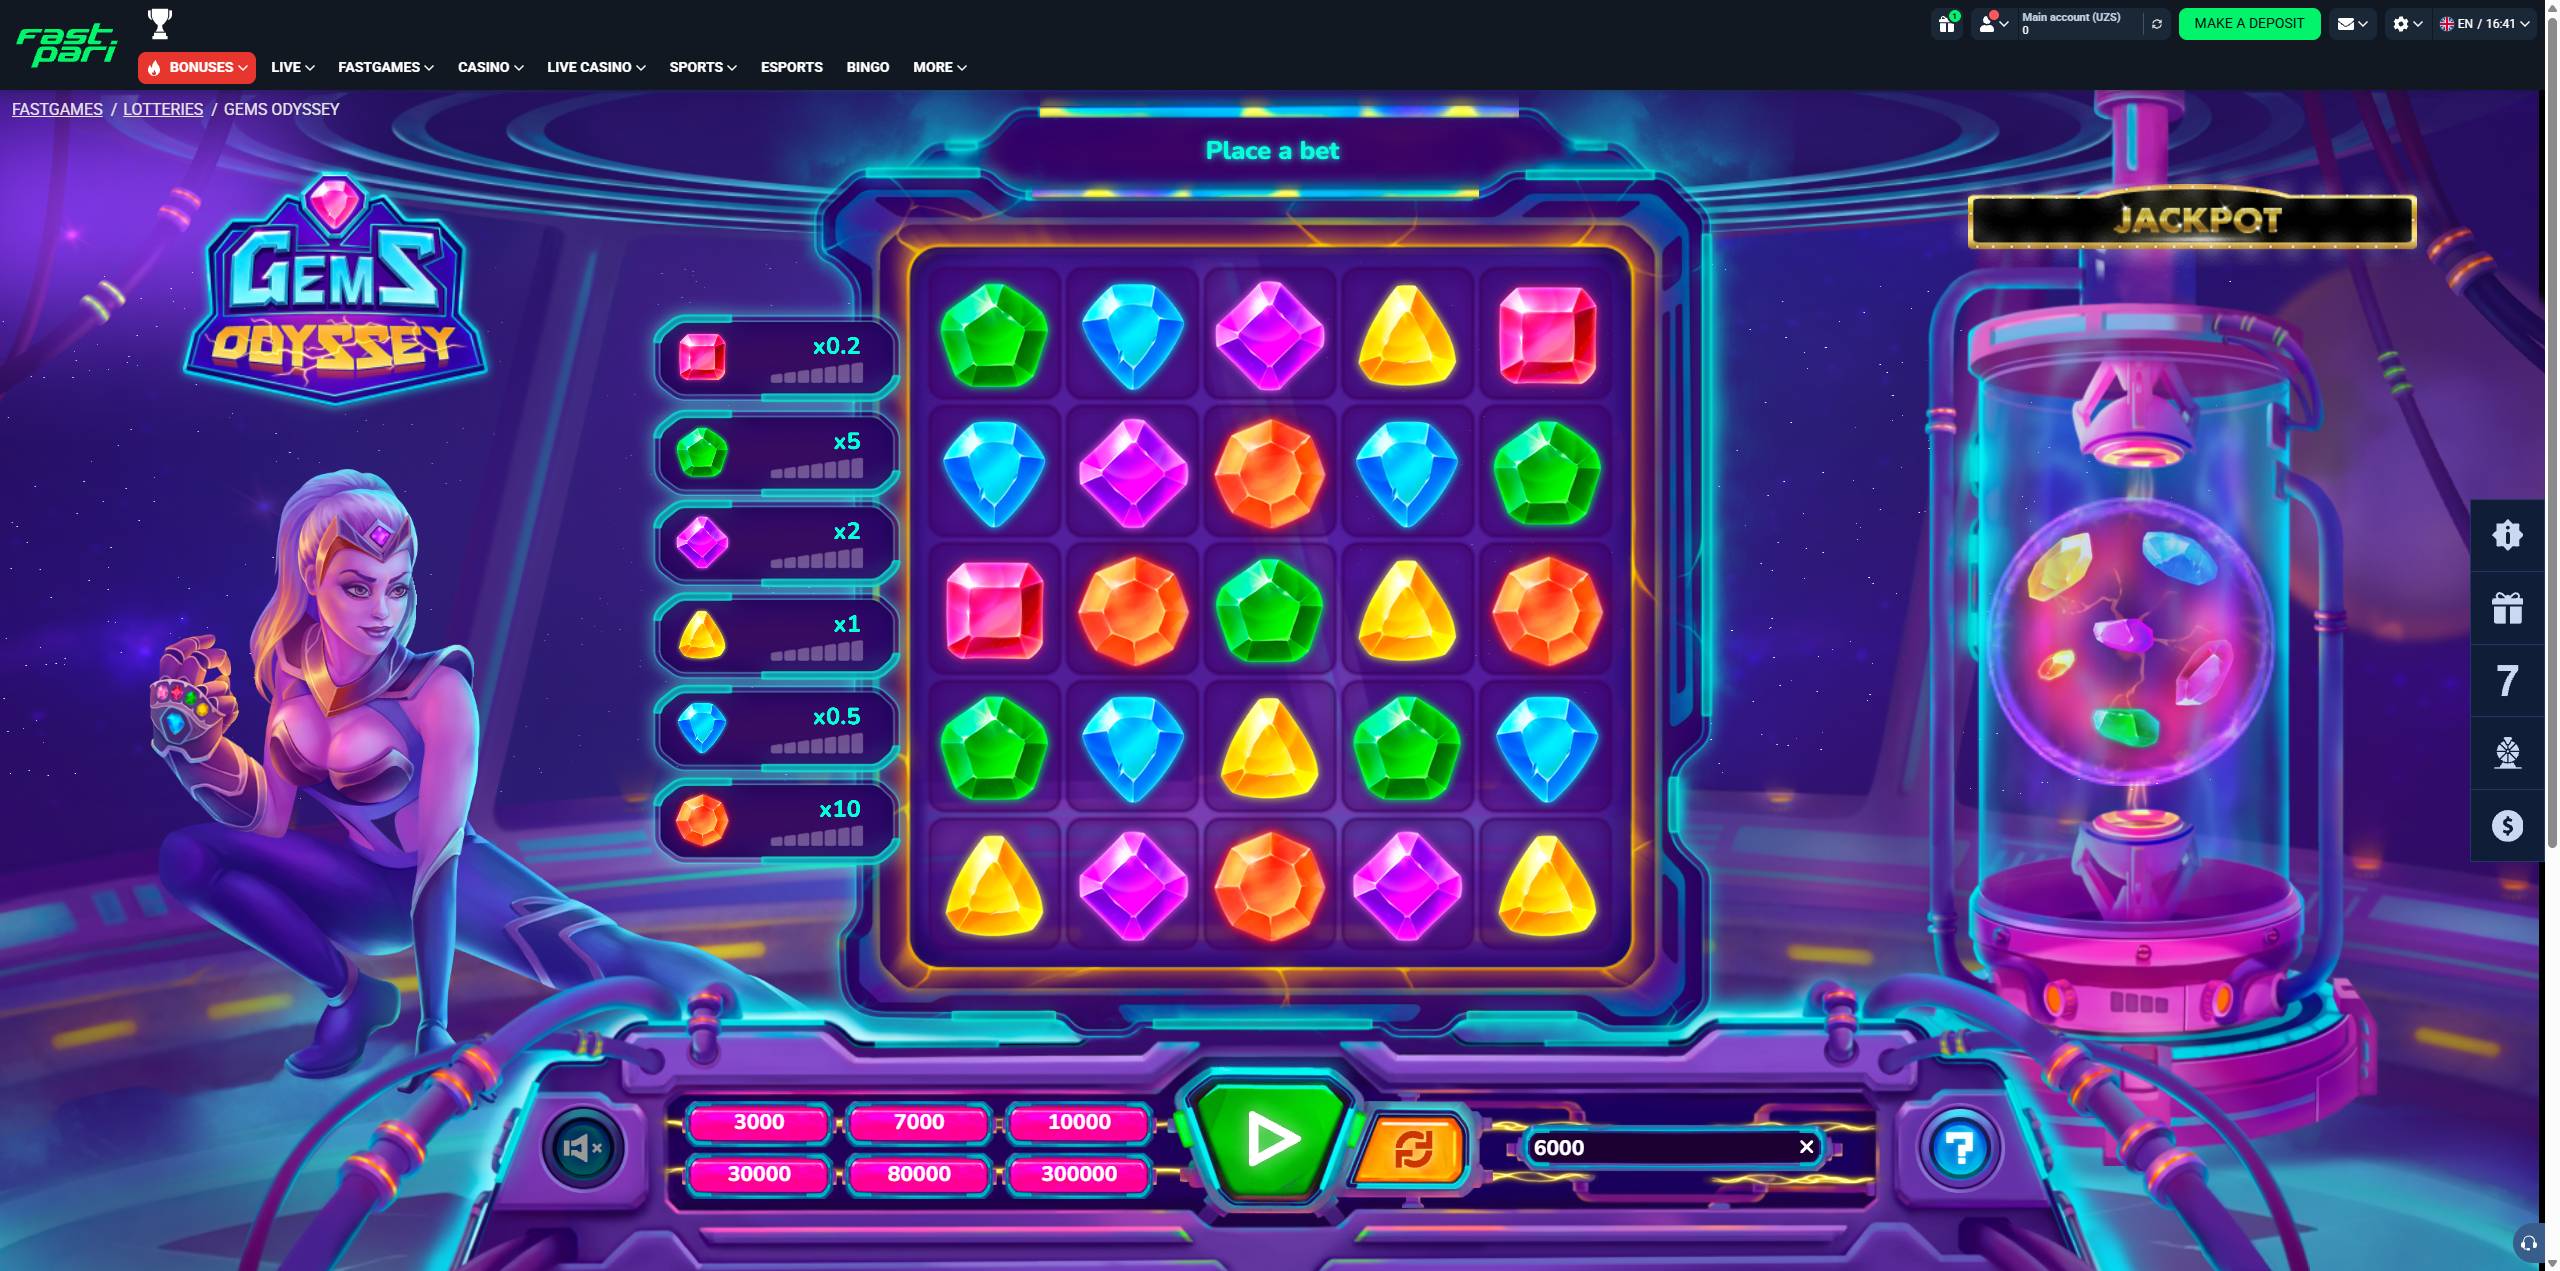 fast pari
1
Main account (UZS)
0
MAKE A DEPOSIT
EN / 16:41
BONUSES
LIVE
FASTGAMES
CASINO
LIVE CASINO
SPORTS
ESPORTS
BINGO
MORE
FASTGAMES / LOTTERIES / GEMS ODYSSEY
Place a bet
GEMS
ODYSSEY
JACKPOT
x0.2
x5
x2
x1
x0.5
x10
7
3000
7000
10000
30000
80000
300000
6000
?